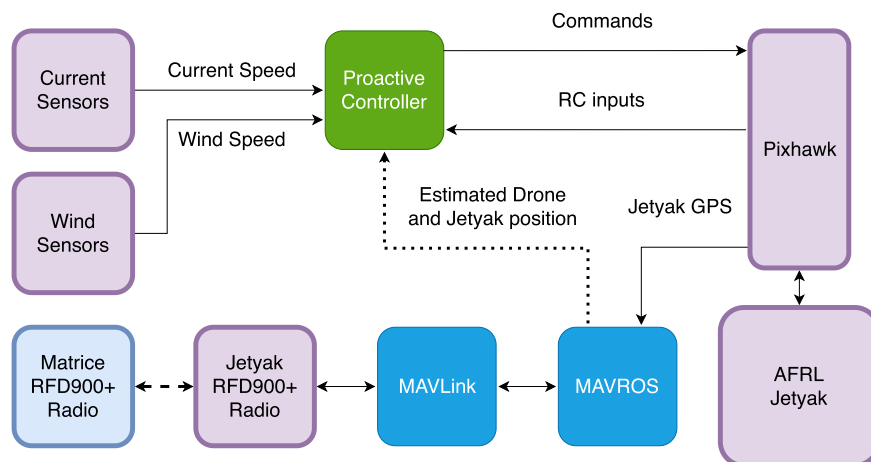 Commands
Current
Sensors
Current Speed
Proactive
Controller
RC inputs
Pixhawk
Wind Speed
Wind
Sensors
Estimated Drone
and Jetyak position
Jetyak GPS
Matrice
RFD900+
Radio
Jetyak
RFD900+
Radio
MAVLink
MAVROS
AFRL
Jetyak